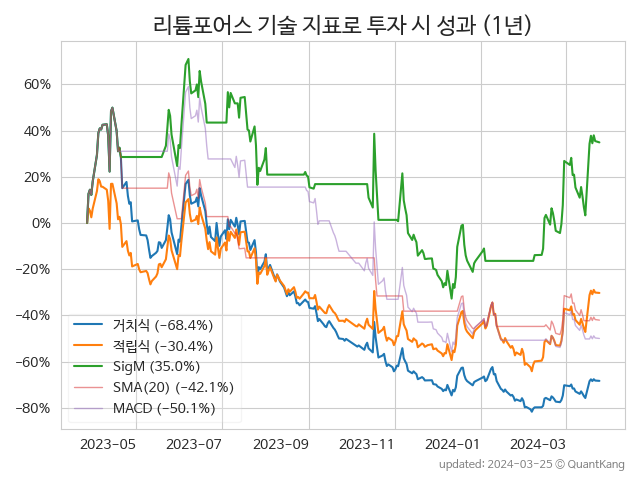 리튬포어스 기술 지표로 투자 시 성과 (1년)
60%
40%
20%
0%
−20%
−40%
−60%
−80%
거치식 (−68.4%)
적립식 (−30.4%)
SigM (35.0%)
SMA(20) (−42.1%)
MACD (−50.1%)
2023−05
2023−07
2023−09
2023−11
2024−01
2024−03
updated: 2024−03−25 © QuantKang